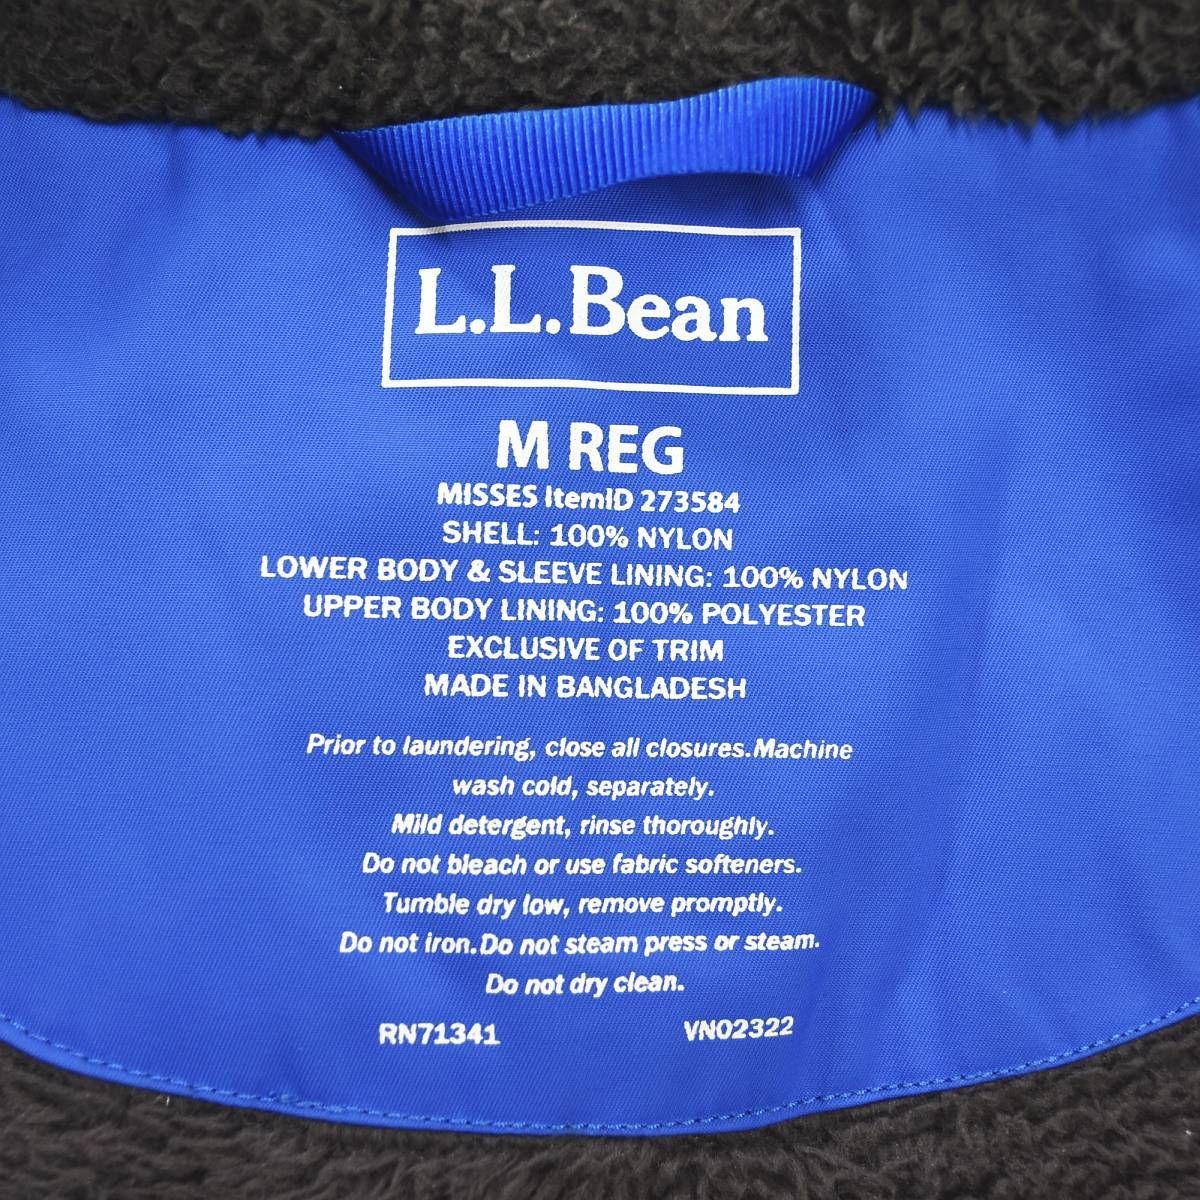 L.L.Bean
M REG
MISSES ItemID 273584
SHELL: 100% NYLON
LOWER BODY & SLEEVE LINING: 100% NYLON
UPPER BODY LINING: 100% POLYESTER
EXCLUSIVE OF TRIM
MADE IN BANGLADESH
Prior to laundering, close all closures.Machine
wash cold, separately.
Mild detergent, rinse thoroughly.
Do not bleach or use fabric softeners.
Tumble dry low, remove promptly.
Do not iron.Do not steam press or steam.
Do not dry clean.
RN71341 VN02322